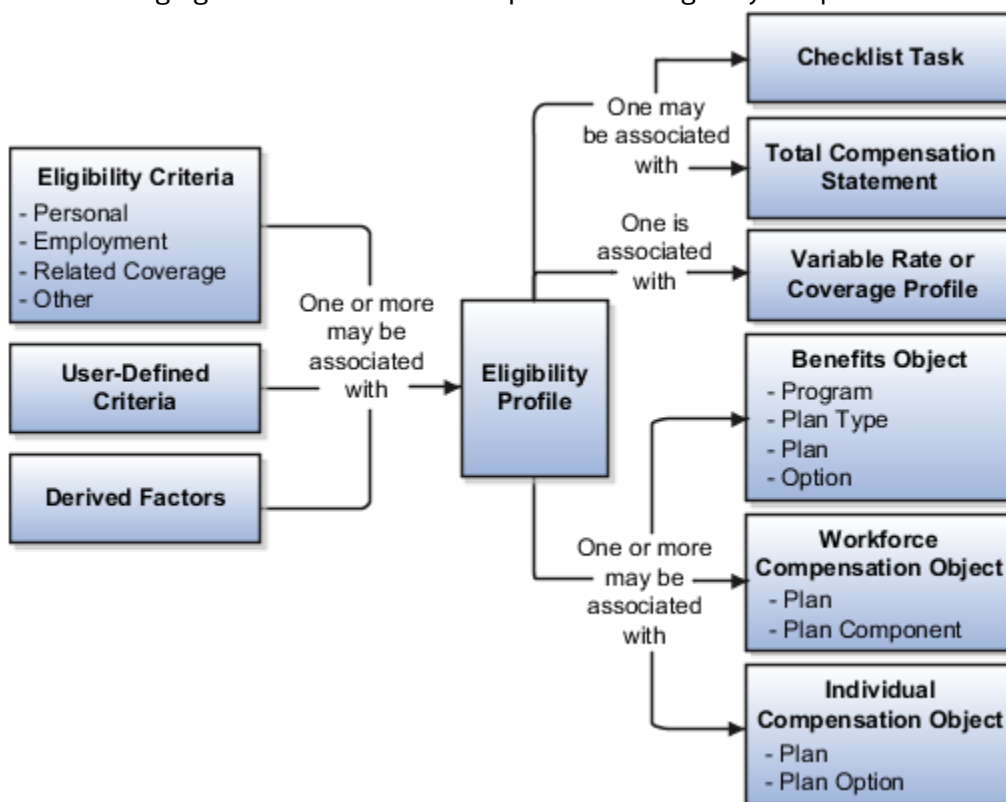 Eligibility Criteria
- Personal
- Employment
- Related Coverage
- Other
User-Defined
Criteria
Derived Factors
One or more
may be
associated
with
Eligibility
Profile
One may
be associated
with
One is
associated
with
One or more
may be
associated
with
Checklist Task
Total Compensation
Statement
Variable Rate or
Coverage Profile
Benefits Object
- Program
- Plan Type
- Plan
- Option
Workforce
Compensation Object
- Plan
- Plan Component
Individual
Compensation Object
- Plan
- Plan Option